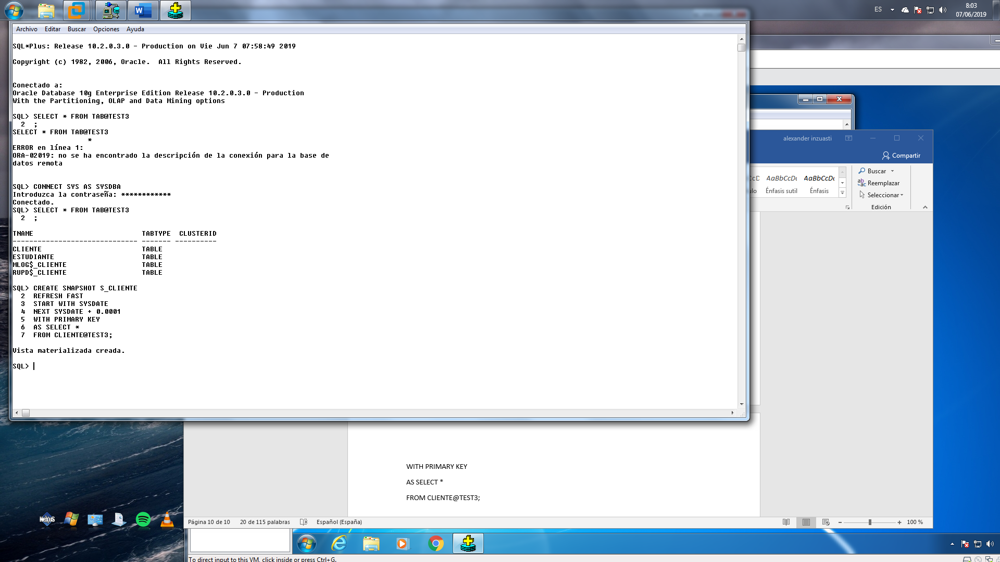 ES
8:03
07/06/2019
Archivo Editar Buscar Opciones Ayuda
SQL*Plus: Release 10.2.0.3.0 - Production on Vie Jun 7 07:58:49 2019
Copyright (c) 1982, 2006, Oracle.  All Rights Reserved.
Conectado a:
Oracle Database 10g Enterprise Edition Release 10.2.0.3.0 - Production
With the Partitioning, OLAP and Data Mining options
SQL> SELECT * FROM TAB@TEST3
2  ;
SELECT * FROM TAB@TEST3
*
ERROR en línea 1:
ORA-02019: no se ha encontrado la descripción de la conexión para la base de
datos remota
SQL> CONNECT SYS AS SYSDBA
Introduzca la contraseña: ************
Conectado.
SQL> SELECT * FROM TAB@TEST3
2  ;
TNAME                          TABTYPE  CLUSTERID
------------------------------ ------- ----------
CLIENTE                        TABLE
ESTUDIANTE                     TABLE
MLOG$_CLIENTE                  TABLE
RUPD$_CLIENTE                  TABLE
SQL> CREATE SNAPSHOT S_CLIENTE
2  REFRESH FAST
3  START WITH SYSDATE
4  NEXT SYSDATE + 0.0001
5  WITH PRIMARY KEY
6  AS SELECT *
7  FROM CLIENTE@TEST3;
Vista materializada creada.
SQL>
alexander inzuasti
Compartir
AaBbCcDc AaBbCcDc
Énfasis sutil Énfasis
Buscar
Reemplazar
Seleccionar
Edición
WITH PRIMARY KEY
AS SELECT *
FROM CLIENTE@TEST3;
NeXuS
Página 10 de 10 20 de 115 palabras Español (España) 100 %
To direct input to this VM, click inside or press Ctrl+G.